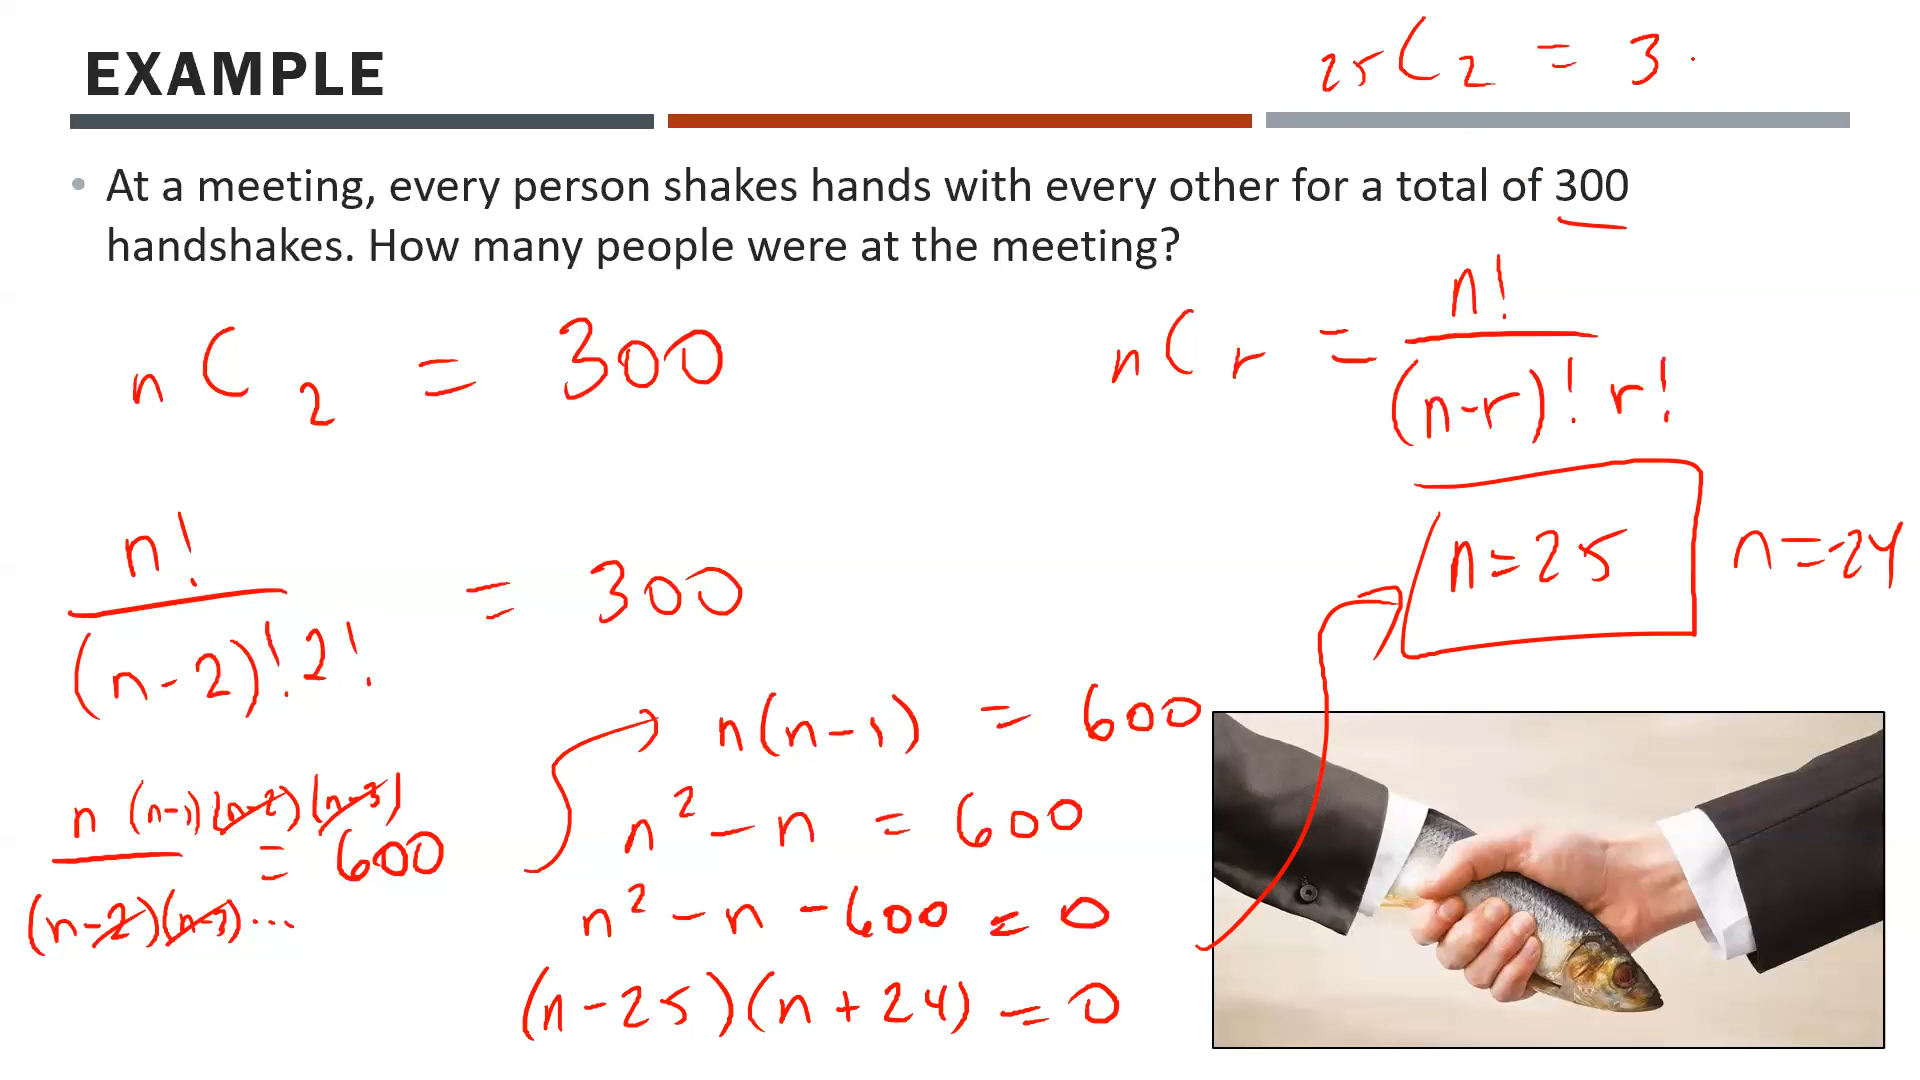 EXAMPLE
25C2 = 3 .
• At a meeting, every person shakes hands with every other for a total of 300
handshakes. How many people were at the meeting?
nC2 = 300
nCr = n! / (n-r)! r!
n! / (n-2)! 2! = 300
n=25 n=-24
n (n-1)(n-2)(n-3) / (n-2)(n-3)... = 600
n(n-1) = 600
n² - n = 600
n² - n - 600 = 0
(n-25)(n+24) = 0